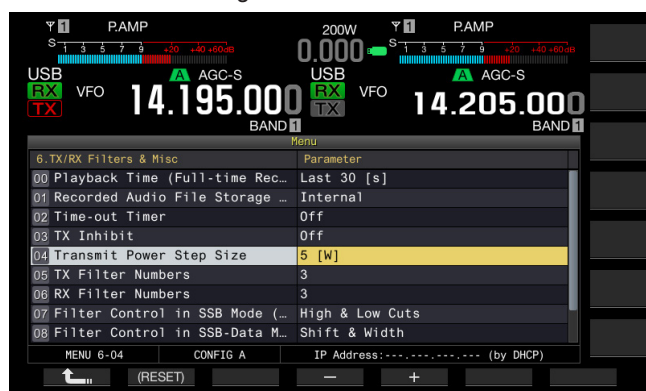 1 P.AMP 200W 1 P.AMP
S 1 3 5 7 9 +20 +40 +60dB 0.000 S 1 3 5 7 9 +20 +40 +60dB
USB A AGC-S USB A AGC-S
RX VFO 14.195.000 RX VFO 14.205.000
TX TX
BAND 1 BAND 1
Menu
6.TX/RX Filters & Misc Parameter
00 Playback Time (Full-time Rec… Last 30 [s]
01 Recorded Audio File Storage … Internal
02 Time-out Timer Off
03 TX Inhibit Off
04 Transmit Power Step Size 5 [W]
05 TX Filter Numbers 3
06 RX Filter Numbers 3
07 Filter Control in SSB Mode (… High & Low Cuts
08 Filter Control in SSB-Data M… Shift & Width
MENU 6-04 CONFIG A IP Address:---.---.---.--- (by DHCP)
(RESET) − +